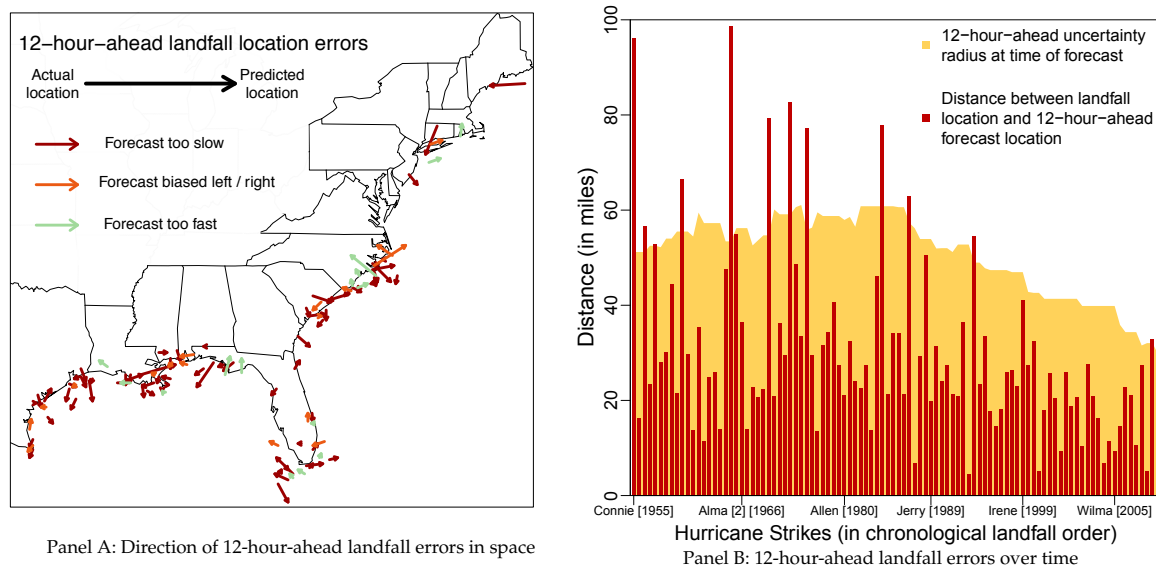 12−hour−ahead landfall location errors
Actual
location
Predicted
location
Forecast too slow
Forecast biased left / right
Forecast too fast
Panel A: Direction of 12-hour-ahead landfall errors in space
12−hour−ahead uncertainty
radius at time of forecast
Distance between landfall
location and 12−hour−ahead
forecast location
Distance (in miles)
100
80
60
40
20
0
Connie [1955]
Alma [2] [1966]
Allen [1980]
Jerry [1989]
Irene [1999]
Wilma [2005]
Hurricane Strikes (in chronological landfall order)
Panel B: 12-hour-ahead landfall errors over time